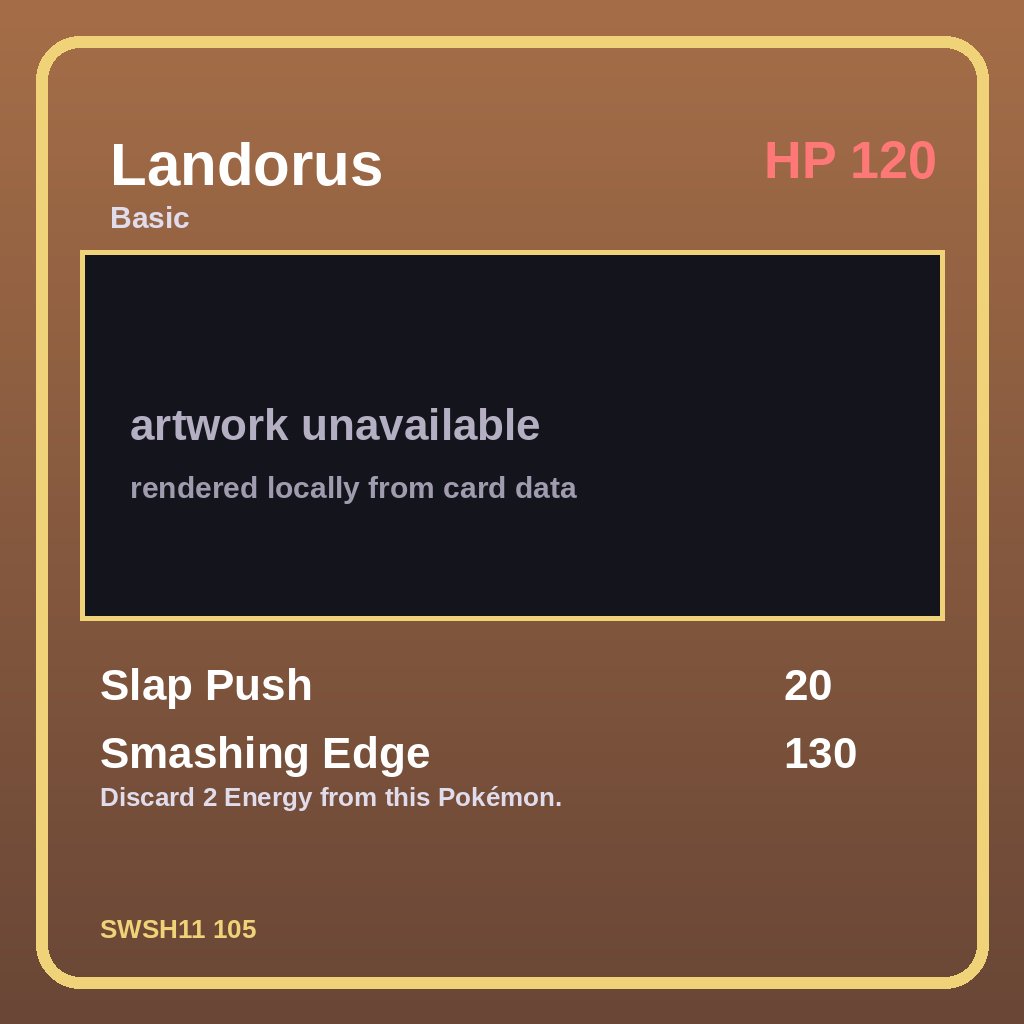 Landorus
HP 120
Basic
artwork unavailable
rendered locally from card data
Slap Push 20
Smashing Edge 130
Discard 2 Energy from this Pokémon.
SWSH11 105